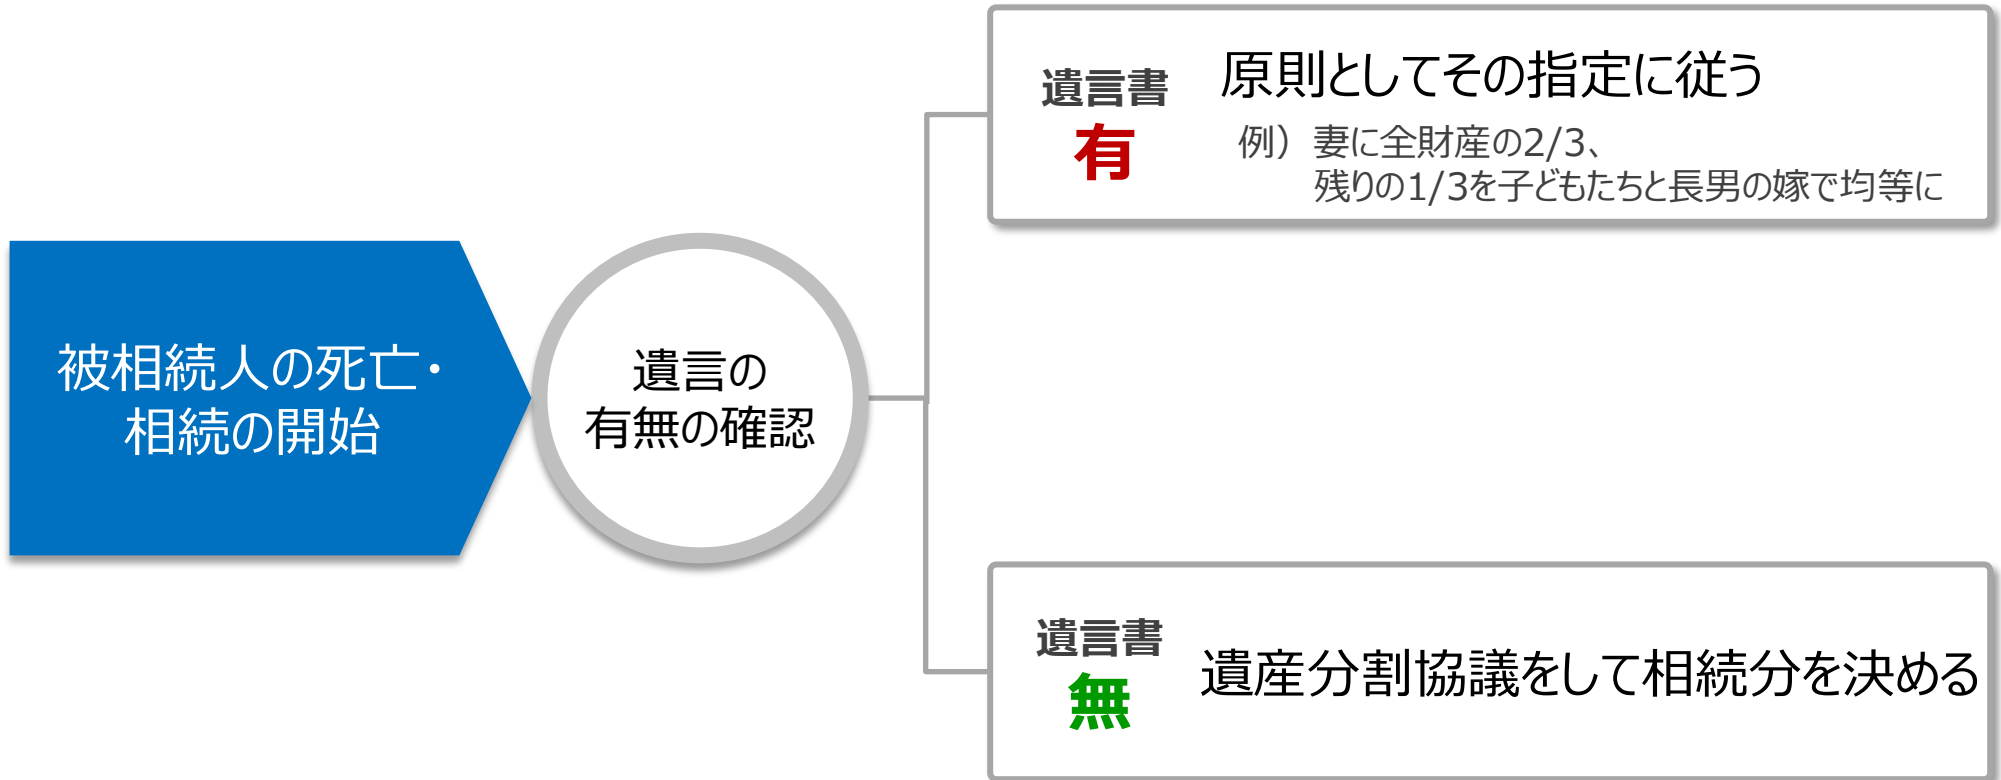 被相続人の死亡・
相続の開始
遺言の
有無の確認
遺言書
有
原則としてその指定に従う
例）妻に全財産の2/3、
残りの1/3を子どもたちと長男の嫁で均等に
遺言書
無
遺産分割協議をして相続分を決める